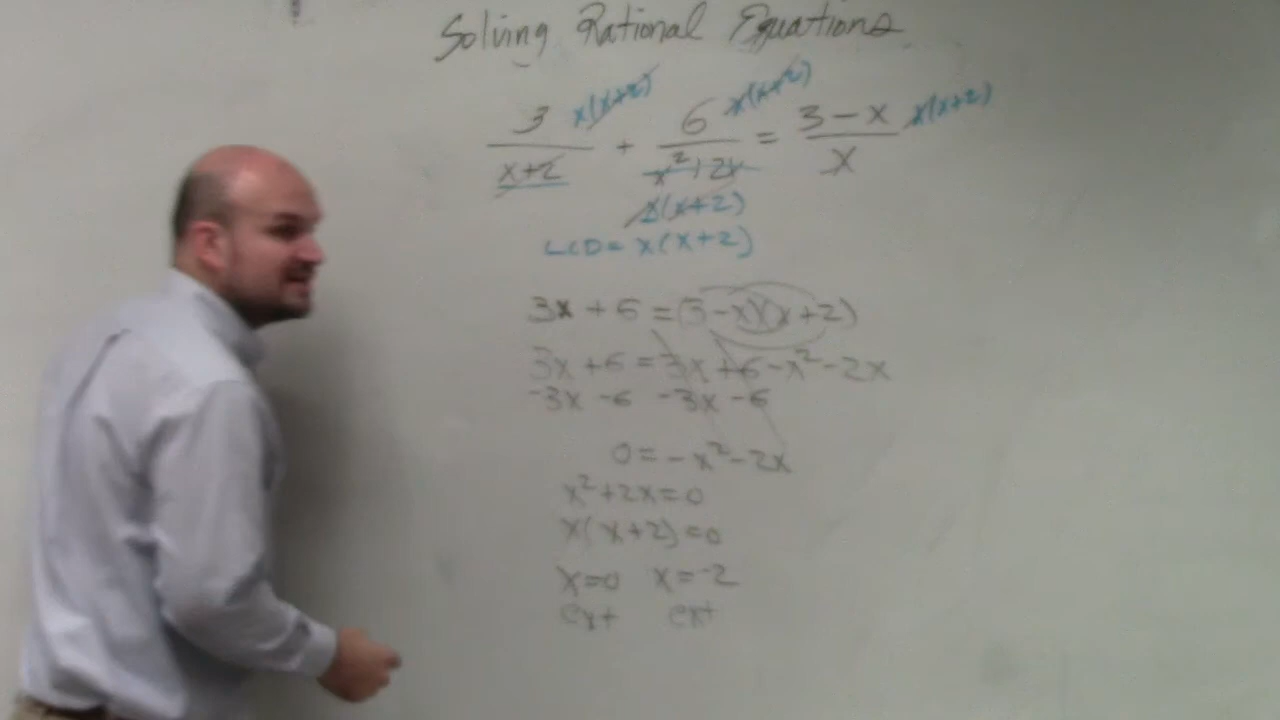 Solving Rational Equations
3/(x+2) x(x+2) + 6/(x²+2x) x(x+2) = (3-x)/x x(x+2)
x(x+2)
LCD = x(x+2)
3x + 6 = (3-x)(x+2)
3x + 6 = 3x + 6 - x² - 2x
-3x -6 -3x -6
0 = -x² - 2x
x² + 2x = 0
x(x+2) = 0
x=0 x=-2
ext ext